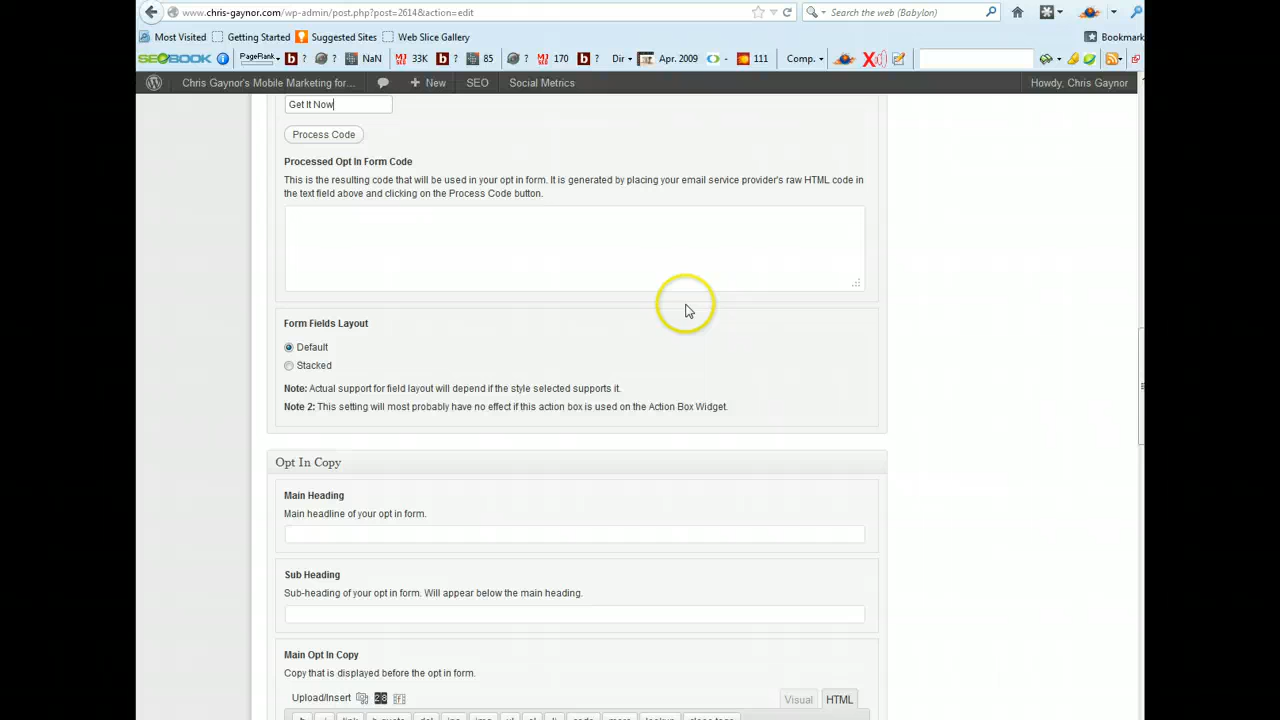 www.chris-gaynor.com/wp-admin/post.php?post=2614&action=edit
Search the web (Babylon)
Most Visited Getting Started Suggested Sites Web Slice Gallery Bookmark
SEOBOOK PageRank ? ? NaN 33K ? 85 ? 170 ? Dir Apr. 2009 111 Comp.
Chris Gaynor's Mobile Marketing for... + New SEO Social Metrics Howdy, Chris Gaynor
Get It Now
Process Code
Processed Opt In Form Code
This is the resulting code that will be used in your opt in form. It is generated by placing your email service provider's raw HTML code in
the text field above and clicking on the Process Code button.
Form Fields Layout
Default
Stacked
Note: Actual support for field layout will depend if the style selected supports it.
Note 2: This setting will most probably have no effect if this action box is used on the Action Box Widget.
Opt In Copy
Main Heading
Main headline of your opt in form.
Sub Heading
Sub-heading of your opt in form. Will appear below the main heading.
Main Opt In Copy
Copy that is displayed before the opt in form.
Upload/Insert Visual HTML